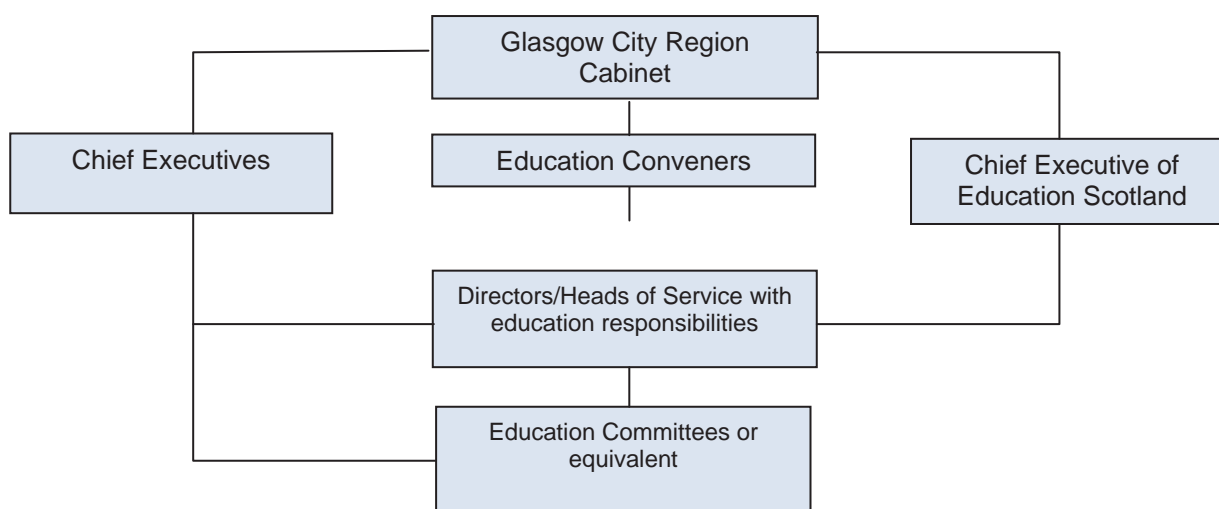 Glasgow City Region
Cabinet
Chief Executives
Education Conveners
Chief Executive of
Education Scotland
Directors/Heads of Service with
education responsibilities
Education Committees or
equivalent